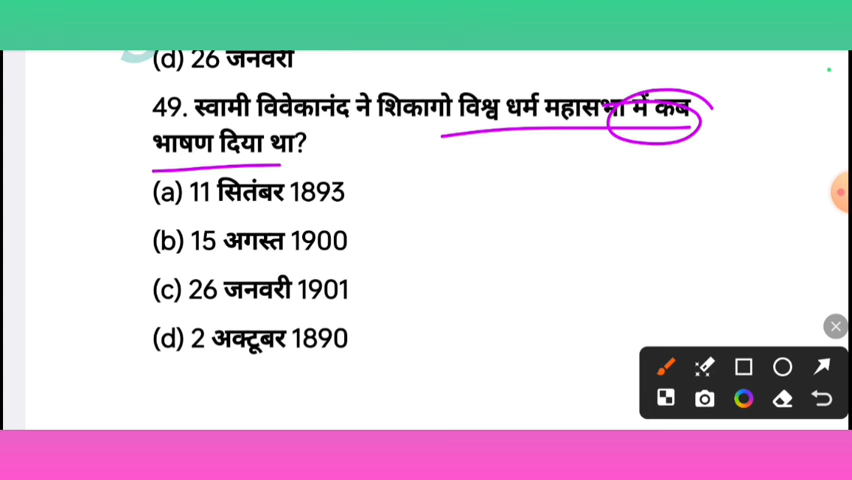 (d) 26 जनवरी
49. स्वामी विवेकानंद ने शिकागो विश्व धर्म महासभा में कब
भाषण दिया था?
(a) 11 सितंबर 1893
(b) 15 अगस्त 1900
(c) 26 जनवरी 1901
(d) 2 अक्टूबर 1890